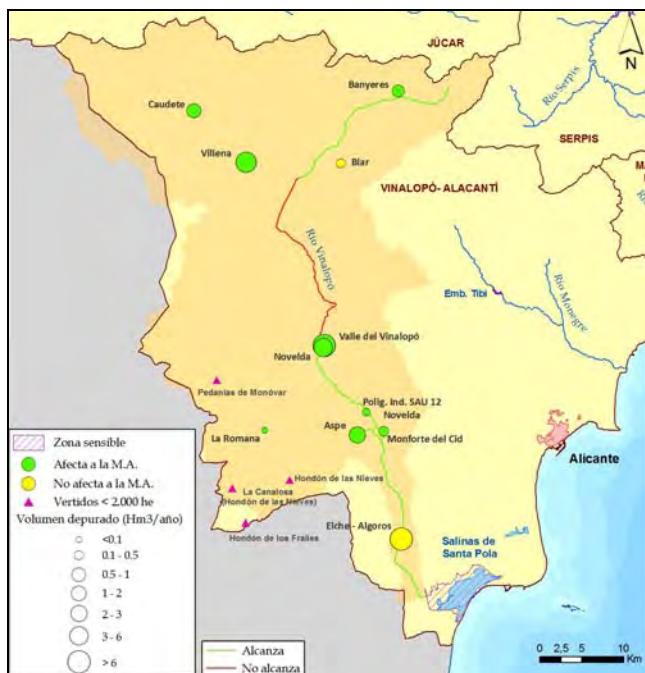 JÚCAR
N
Banyeres
Río Serpis
Caudete
SERPIS
Villena
Biar
VINALOPÓ- ALACANTÍ
Río Vinalopó
Emb. Tibi
Río Monegre
Valle del Vinalopó
Novelda
Pedanías de Monóvar
Polig. Ind. SAU 12
Novelda
La Romana
Aspe
Monforte del Cid
Alicante
Hondón de las Nieves
La Canalosa
(Hondón de las Nieves)
Hondón de los Frailes
Elche - Algoros
Salinas de
Santa Pola
Zona sensible
Afecta a la M.A.
No afecta a la M.A.
Vertidos < 2.000 he
Volumen depurado (Hm3/año)
<0.1
0.1 - 0.5
0.5 - 1
1 - 2
2 - 3
3 - 6
> 6
Alcanza
No alcanza
0 2,5 5 10
Km